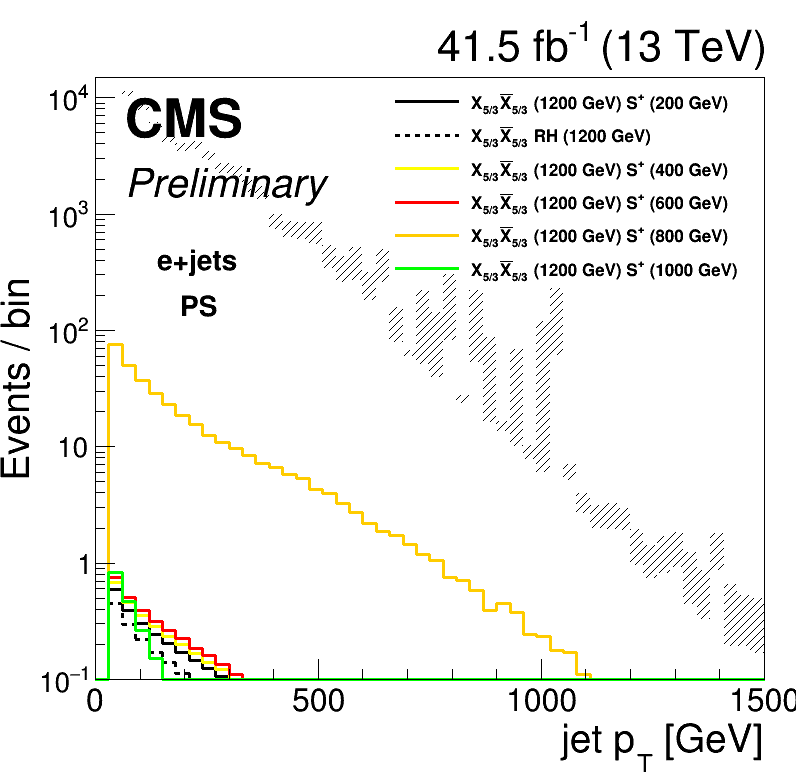 41.5 fb⁻¹ (13 TeV)
CMS
Preliminary
e+jets
PS
X₅/₃X̅₅/₃ (1200 GeV) S⁺ (200 GeV)
X₅/₃X̅₅/₃ RH (1200 GeV)
X₅/₃X̅₅/₃ (1200 GeV) S⁺ (400 GeV)
X₅/₃X̅₅/₃ (1200 GeV) S⁺ (600 GeV)
X₅/₃X̅₅/₃ (1200 GeV) S⁺ (800 GeV)
X₅/₃X̅₅/₃ (1200 GeV) S⁺ (1000 GeV)
Events / bin
10⁴
10³
10²
10
1
10⁻¹
0 500 1000 1500
jet p_T [GeV]